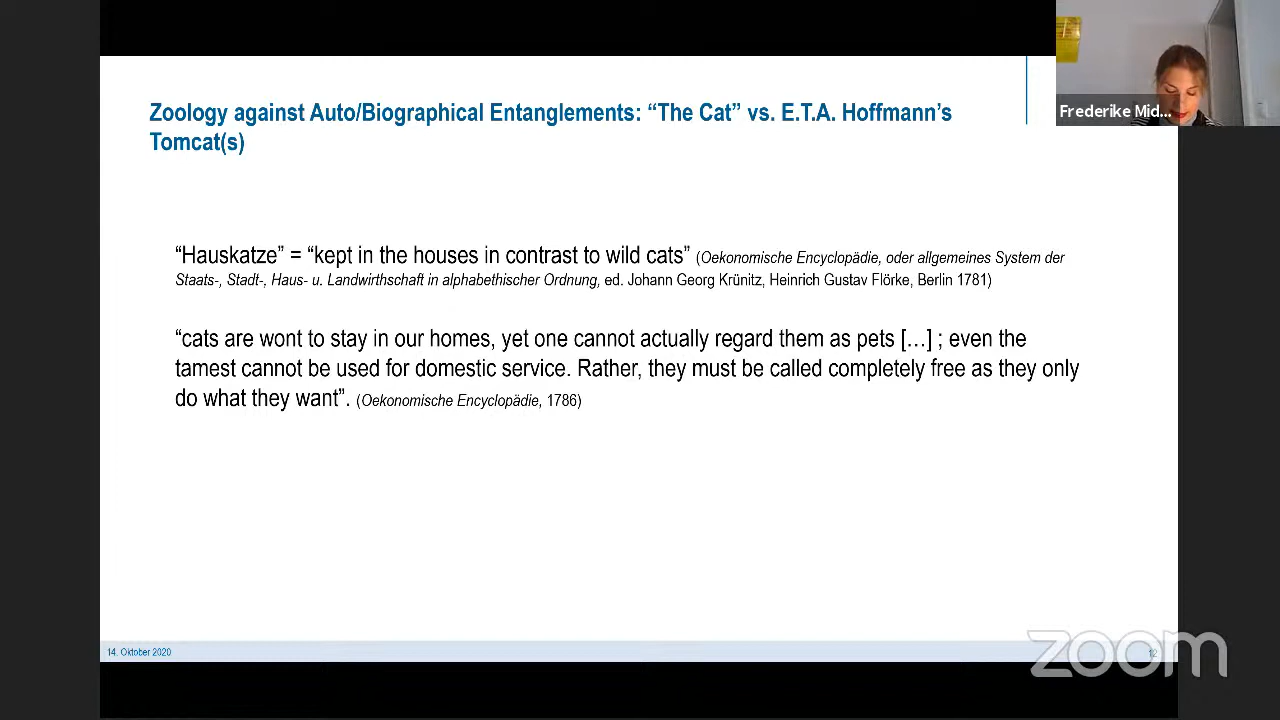 Zoology against Auto/Biographical Entanglements: “The Cat” vs. E.T.A. Hoffmann’s
Tomcat(s)
Frederike Mid...
“Hauskatze” = “kept in the houses in contrast to wild cats” (Oekonomische Encyclopädie, oder allgemeines System der
Staats-, Stadt-, Haus- u. Landwirthschaft in alphabethischer Ordnung, ed. Johann Georg Krünitz, Heinrich Gustav Flörke, Berlin 1781)
“cats are wont to stay in our homes, yet one cannot actually regard them as pets […] ; even the
tamest cannot be used for domestic service. Rather, they must be called completely free as they only
do what they want”. (Oekonomische Encyclopädie, 1786)
14. Oktober 2020
12
zoom